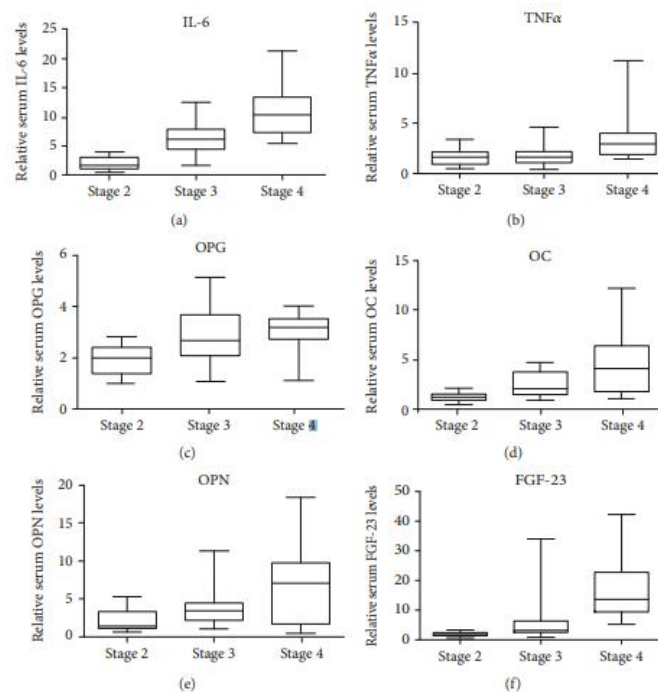 IL-6
Relative serum IL-6 levels
25
20
15
10
5
0
Stage 2 Stage 3 Stage 4
(a)
TNFα
Relative serum TNFα levels
15
10
5
0
Stage 2 Stage 3 Stage 4
(b)
OPG
Relative serum OPG levels
6
4
2
0
Stage 2 Stage 3 Stage 4
(c)
OC
Relative serum OC levels
15
10
5
0
Stage 2 Stage 3 Stage 4
(d)
OPN
Relative serum OPN levels
20
15
10
5
0
Stage 2 Stage 3 Stage 4
(e)
FGF-23
Relative serum FGF-23 levels
50
40
30
20
10
0
Stage 2 Stage 3 Stage 4
(f)